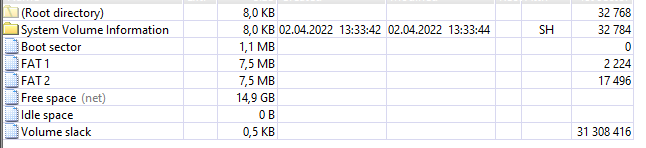 (Root directory) 8,0 KB 32 768
System Volume Information 8,0 KB 02.04.2022 13:33:42 02.04.2022 13:33:44 SH 32 784
Boot sector 1,1 MB 0
FAT 1 7,5 MB 2 224
FAT 2 7,5 MB 17 496
Free space (net) 14,9 GB
Idle space 0 B
Volume slack 0,5 KB 31 308 416